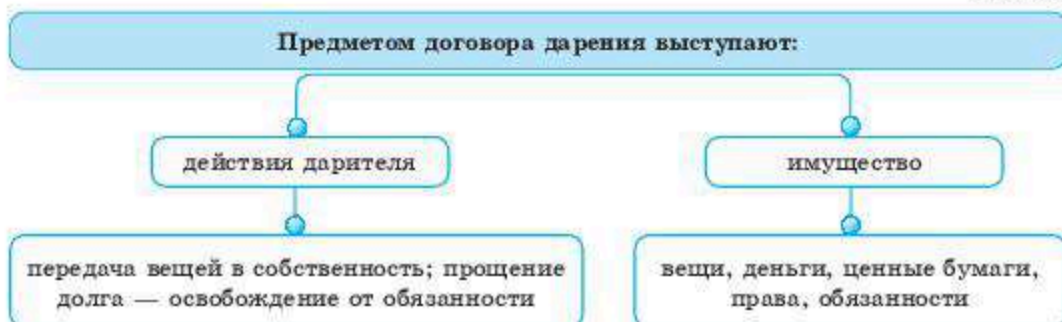 Предметом договора дарения выступают:
действия дарителя
имущество
передача вещей в собственность; прощение
долга — освобождение от обязанности
вещи, деньги, ценные бумаги,
права, обязанности